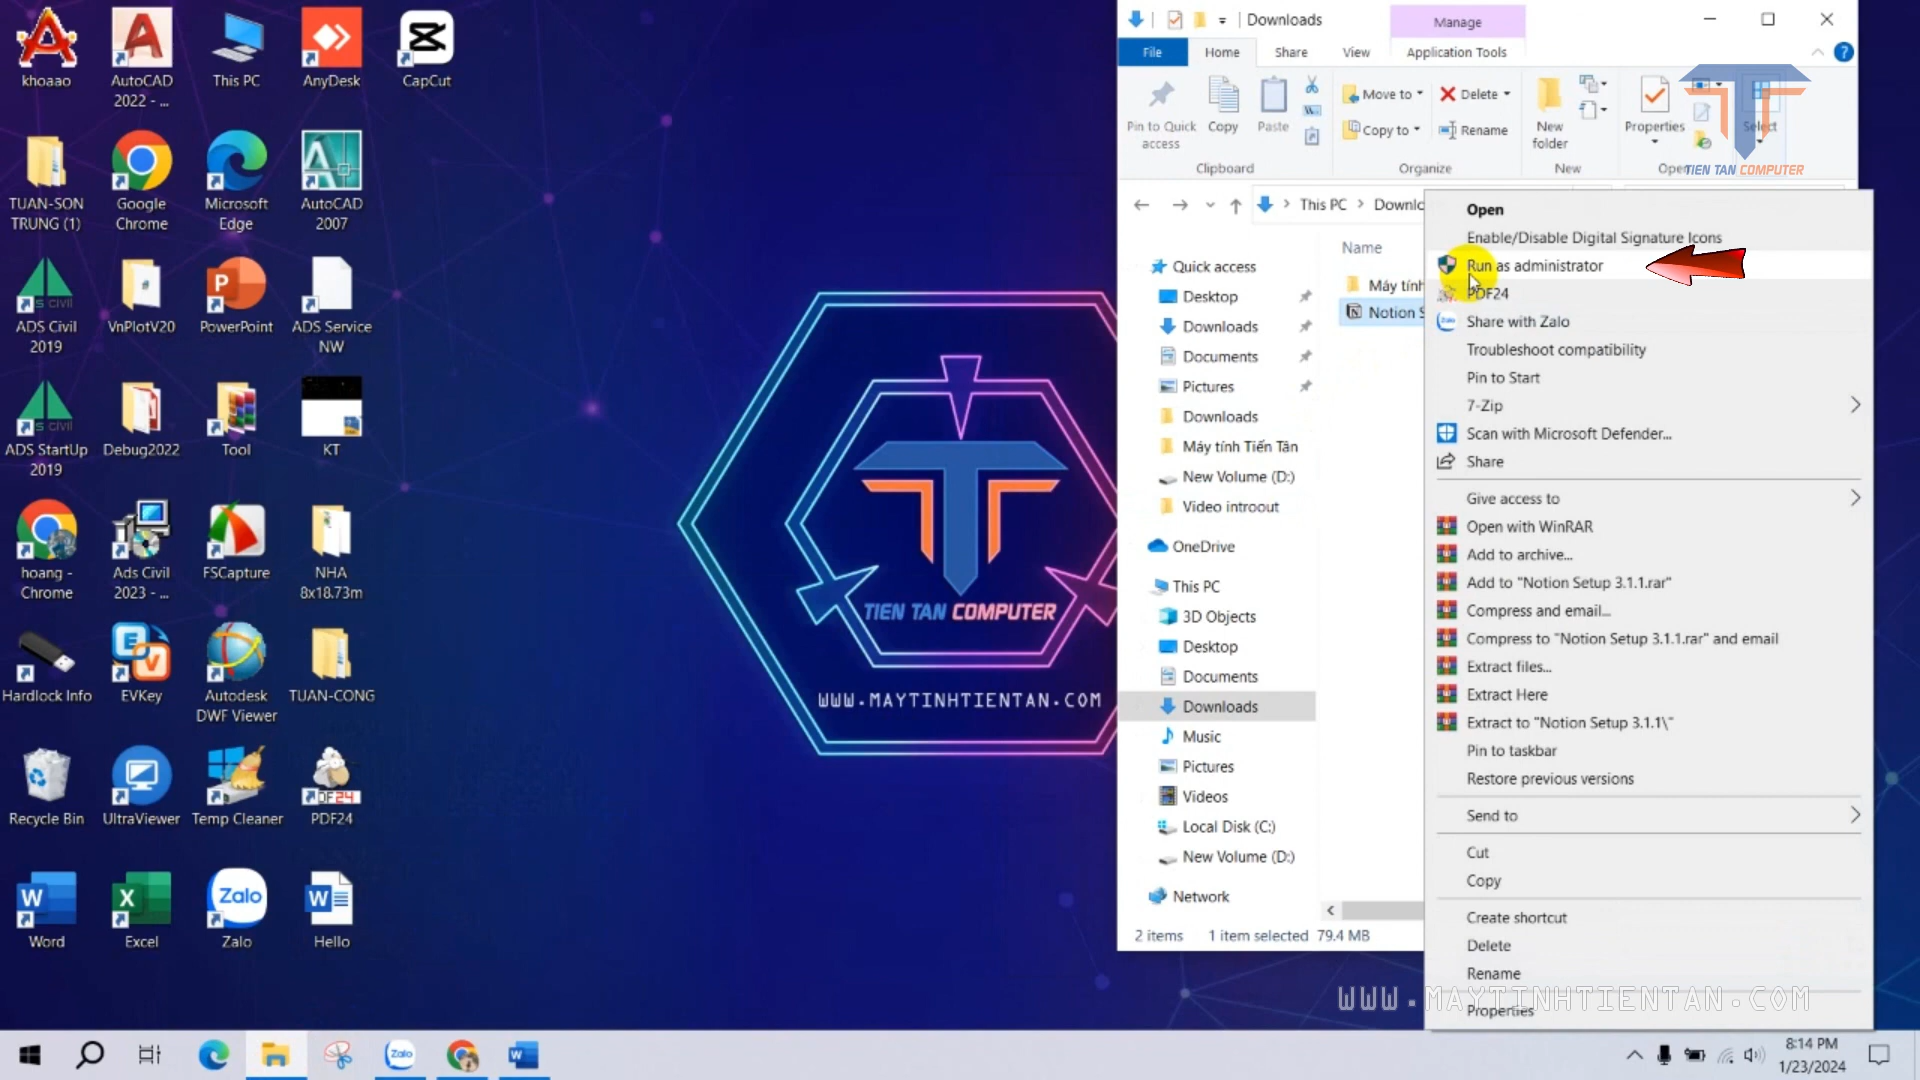 khoaao
AutoCAD
2022 - ...
This PC
AnyDesk
CapCut
TUAN-SON
TRUNG (1)
Google
Chrome
Microsoft
Edge
AutoCAD
2007
ADS Civil
2019
VnPlotV20
PowerPoint
ADS Service
NW
ADS StartUp
2019
Debug2022
Tool
KT
hoang -
Chrome
Ads Civil
2023 - ...
FSCapture
NHA
8x18.73m
Hardlock Info
EVKey
Autodesk
DWF Viewer
TUAN-CONG
Recycle Bin
UltraViewer
Temp Cleaner
PDF24
Word
Excel
Zalo
Zalo
Hello
TIEN TAN COMPUTER
WWW.MAYTINHTIENTAN.COM
Downloads
Manage
File
Home
Share
View
Application Tools
Pin to Quick
access
Copy
Paste
Move to
Copy to
Delete
Rename
New
folder
Properties
Select
Clipboard
Organize
New
Open
TIEN TAN COMPUTER
This PC
Name
Quick access
Desktop
Downloads
Documents
Pictures
Downloads
Máy tính Tiến Tân
New Volume (D:)
Video introout
OneDrive
This PC
3D Objects
Desktop
Documents
Downloads
Music
Pictures
Videos
Local Disk (C:)
New Volume (D:)
Network
Máy tính
Notion S
2 items
1 item selected
79.4 MB
Open
Enable/Disable Digital Signature Icons
Run as administrator
PDF24
Share with Zalo
Troubleshoot compatibility
Pin to Start
7-Zip
Scan with Microsoft Defender...
Share
Give access to
Open with WinRAR
Add to archive...
Add to "Notion Setup 3.1.1.rar"
Compress and email...
Compress to "Notion Setup 3.1.1.rar" and email
Extract files...
Extract Here
Extract to "Notion Setup 3.1.1\"
Pin to taskbar
Restore previous versions
Send to
Cut
Copy
Create shortcut
Delete
Rename
WWW.MAYTINHTIENTAN.COM
Properties
Zalo
8:14 PM
1/23/2024